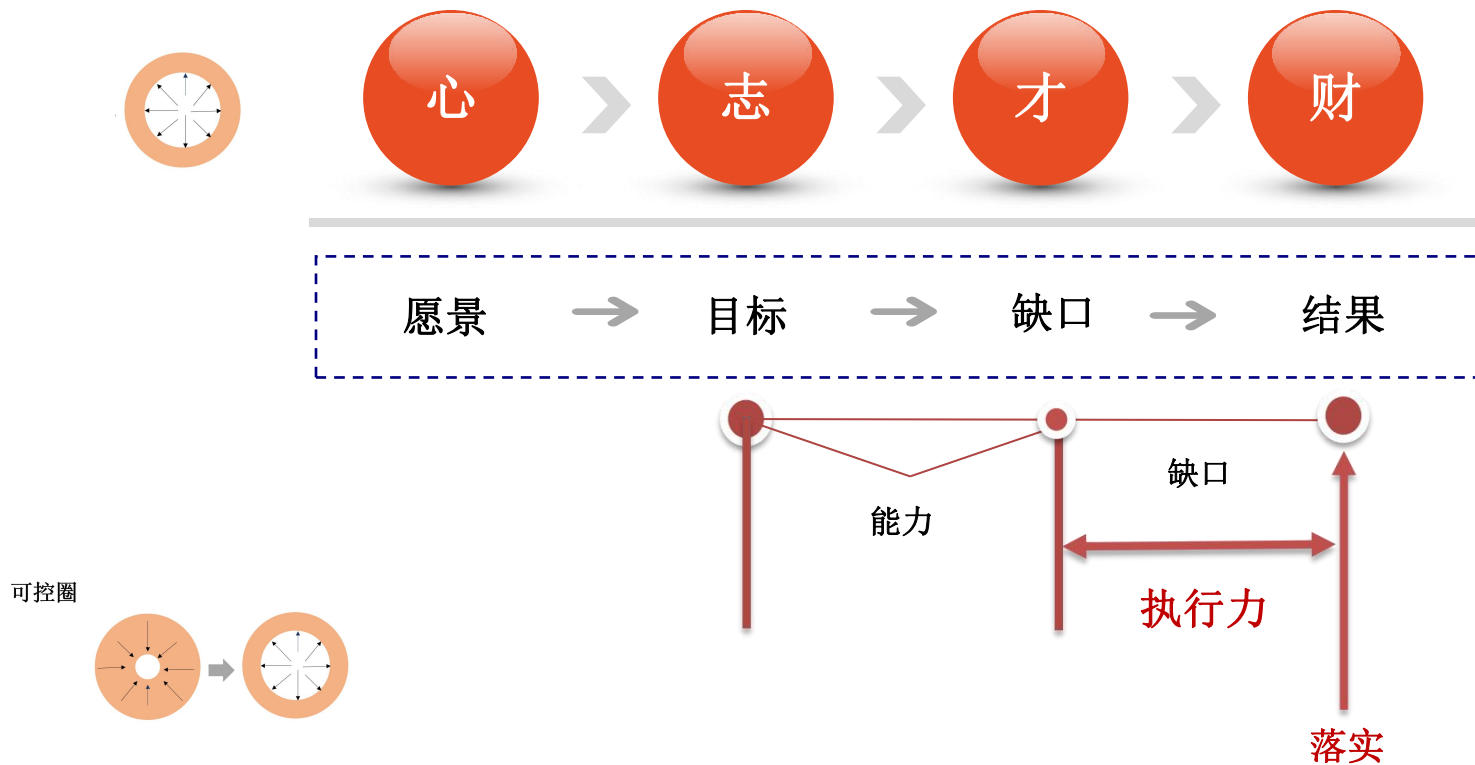 心 志 才 财
愿景 目标 缺口 结果
缺口
能力
可控圈
执行力
落实